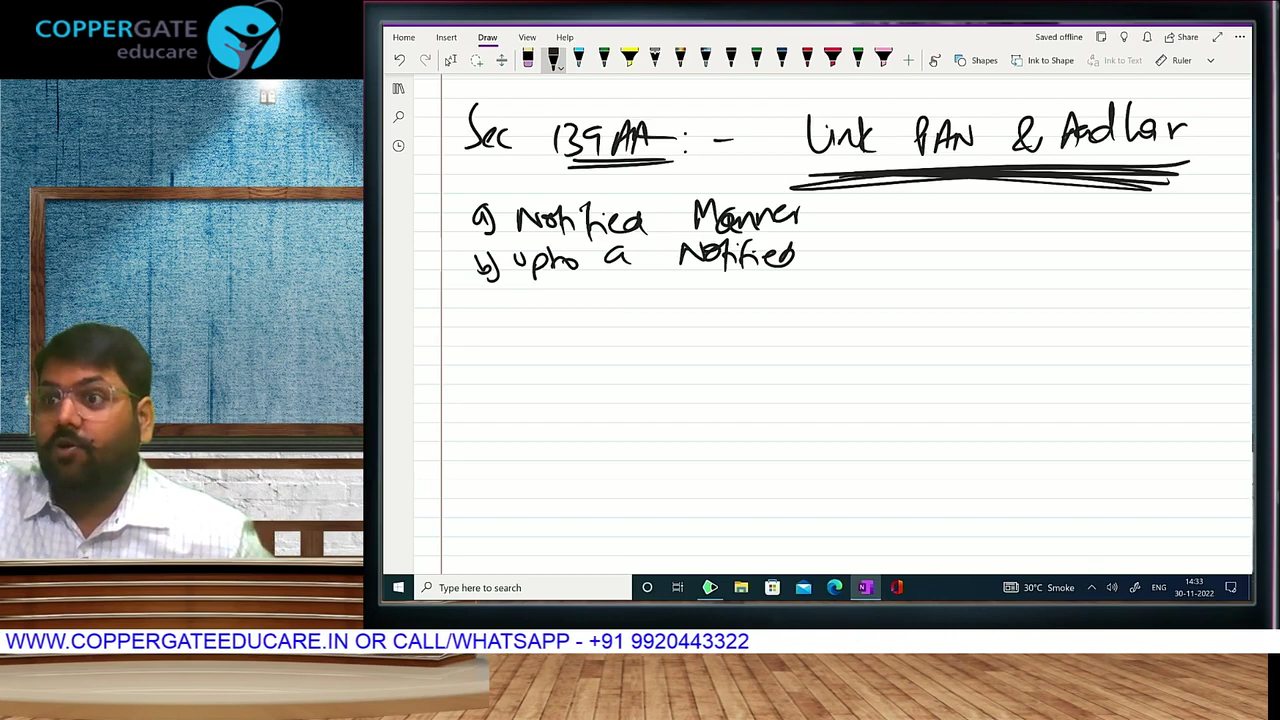 COPPERGATE
educare
Home Insert Draw View Help
Saved offline Share
Shapes Ink to Shape Ink to Text Ruler
Sec 139AA :- Link PAN & Aadhar
a) Notified Manner
b) upto a Notified
Type here to search
30°C Smoke ENG 14:33
30-11-2022
WWW.COPPERGATEEDUCARE.IN OR CALL/WHATSAPP - +91 9920443322